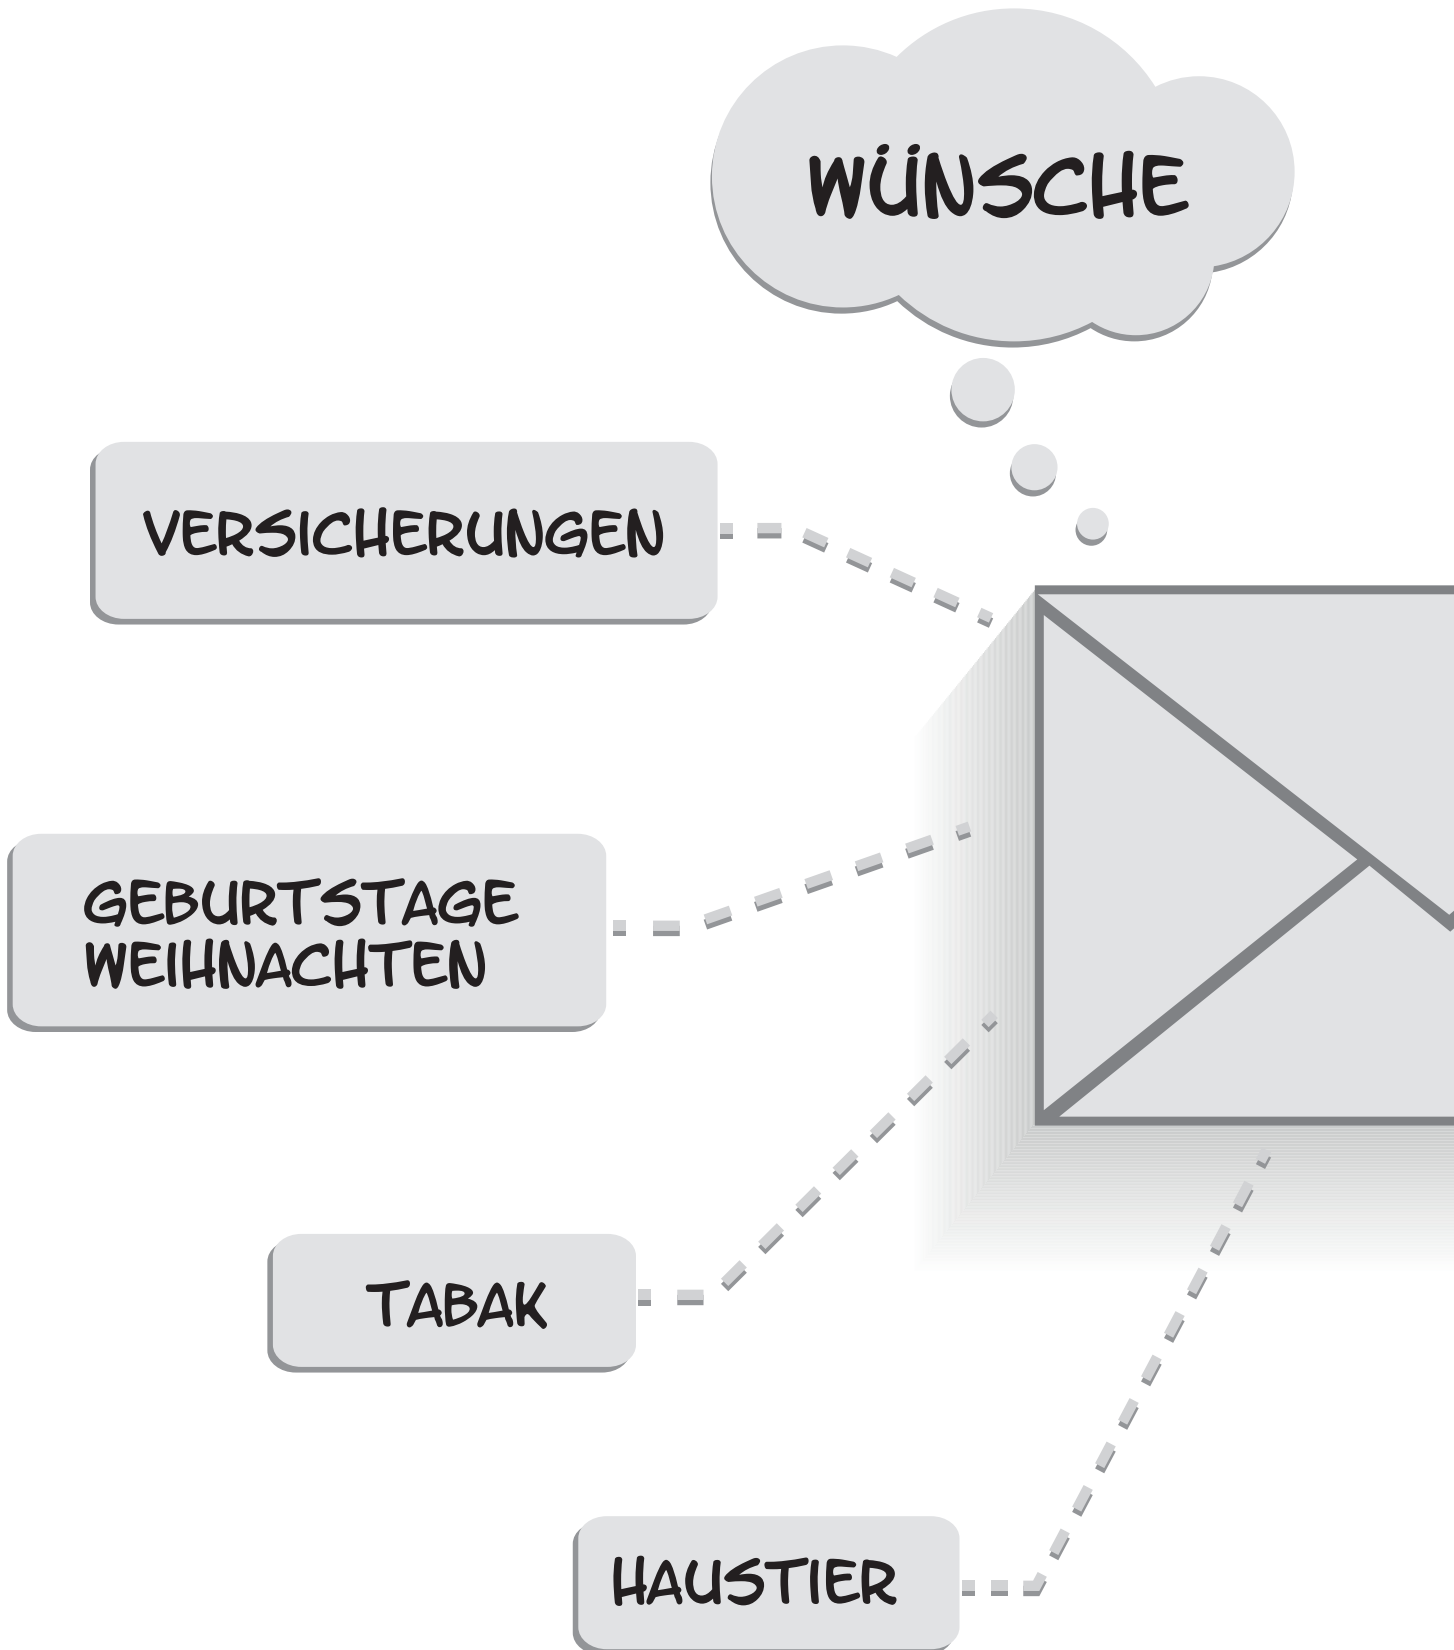 WÜNSCHE
VERSICHERUNGEN
GEBURTSTAGE
WEIHNACHTEN
TABAK
HAUSTIER